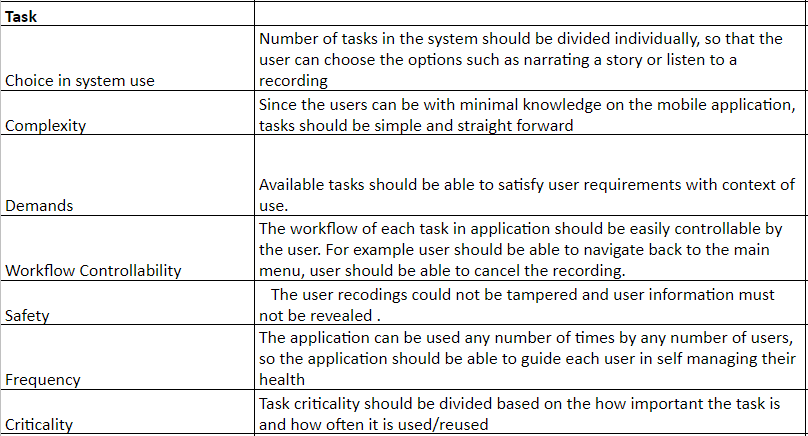 Task
Number of tasks in the system should be divided individually, so that the
user can choose the options such as narrating a story or listen to a
Choice in system use
recording
Since the users can be with minimal knowledge on the mobile application,
Complexity
tasks should be simple and straight forward
Available tasks should be able to satisfy user requirements with context of
Demands
use.
The workflow of each task in application should be easily controllable by
the user. For example user should be able to navigate back to the main
Workflow Controllability
menu, user should be able to cancel the recording.
The user recodings could not be tampered and user information must
Safety
not be revealed .
The application can be used any number of times by any number of users,
so the application should be able to guide each user in self managing their
Frequency
health
Task criticality should be divided based on the how important the task is
Criticality
and how often it is used/reused